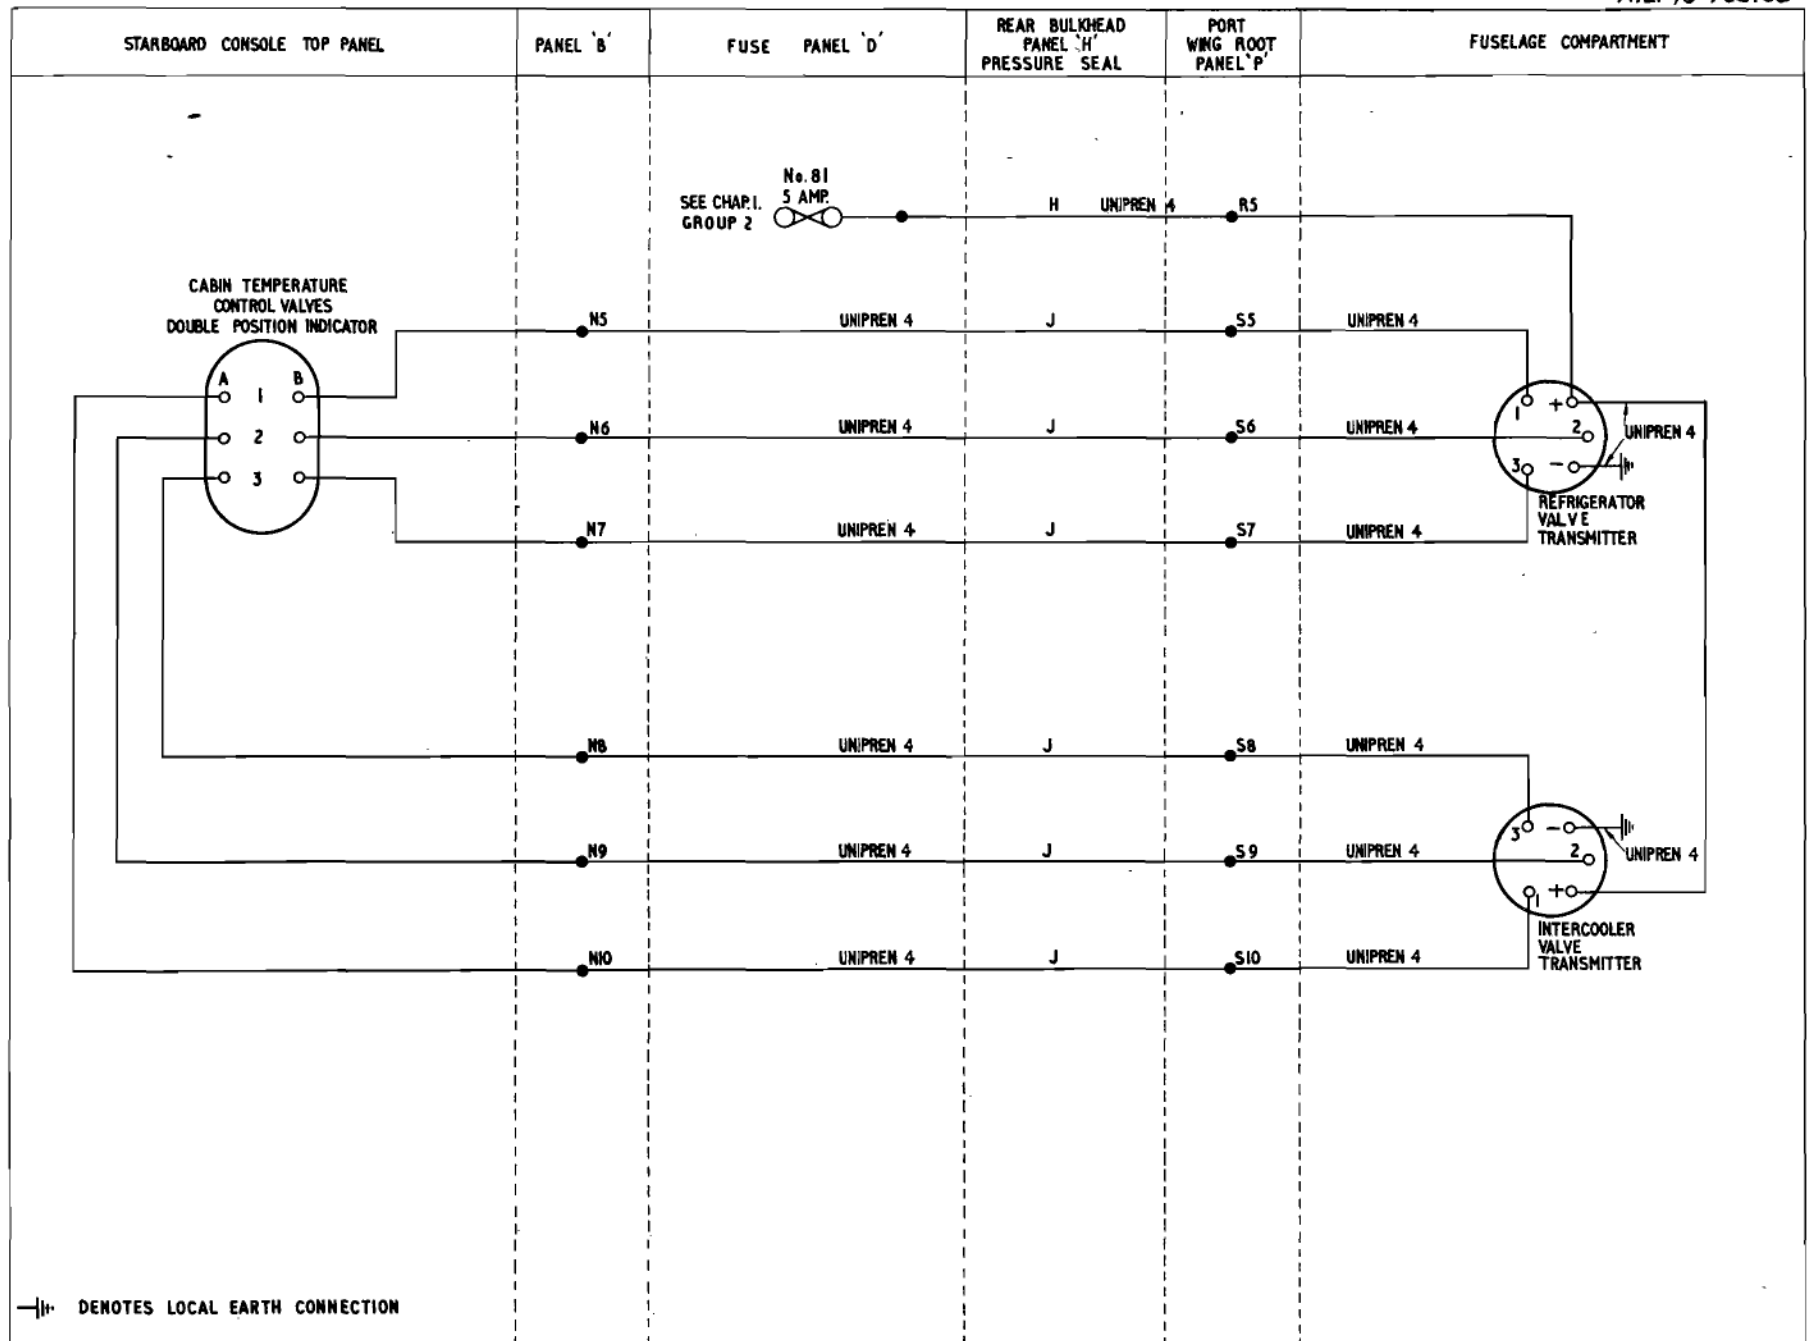 STARBOARD CONSOLE TOP PANEL
PANEL 'B'
FUSE PANEL 'D'
REAR BULKHEAD
PANEL 'H'
PRESSURE SEAL
PORT
WING ROOT
PANEL 'P'
FUSELAGE COMPARTMENT
No. 81
5 AMP.
SEE CHAP. 1.
GROUP 2
H UNIPREN 4 R5
CABIN TEMPERATURE
CONTROL VALVES
DOUBLE POSITION INDICATOR
A B
1
2
3
N5 UNIPREN 4 J S5 UNIPREN 4
N6 UNIPREN 4 J S6 UNIPREN 4
N7 UNIPREN 4 J S7 UNIPREN 4
1 +
2
3 -
UNIPREN 4
REFRIGERATOR
VALVE
TRANSMITTER
N8 UNIPREN 4 J S8 UNIPREN 4
N9 UNIPREN 4 J S9 UNIPREN 4
N10 UNIPREN 4 J S10 UNIPREN 4
3 -
2
1 +
UNIPREN 4
INTERCOOLER
VALVE
TRANSMITTER
DENOTES LOCAL EARTH CONNECTION